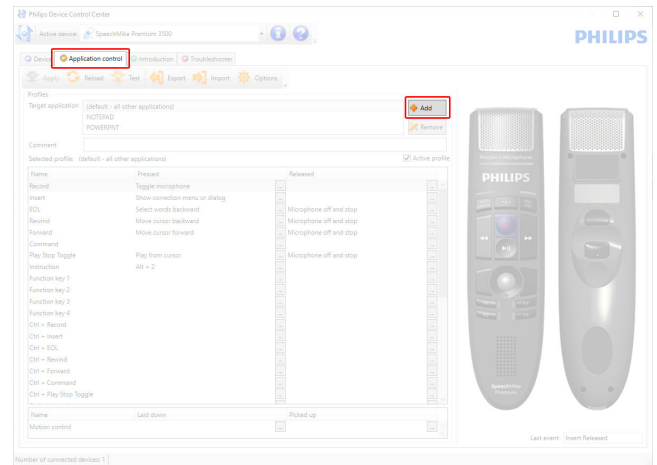 Philips Device Control Center
Active device: SpeechMike Premium 3500
PHILIPS
Device Application control Introduction Troubleshooter
Apply Reload Test Export Import Options
Profiles
Target application (default - all other applications) Add
NOTEPAD
POWERPNT Remove
Comment
Selected profile: (default - all other applications) Active profile
Name Pressed Released
Record Toggle microphone ...
Insert Show correction menu or dialog ...
EOL Select words backward ... Microphone off and stop ...
Rewind Move cursor backward ... Microphone off and stop ...
Forward Move cursor forward ... Microphone off and stop ...
Command ...
Play Stop Toggle Play from cursor ... Microphone off and stop ...
Instruction Alt + Z ...
Function key 1 ...
Function key 2 ...
Function key 3 ...
Function key 4 ...
Ctrl + Record ...
Ctrl + Insert ...
Ctrl + EOL ...
Ctrl + Rewind ...
Ctrl + Forward ...
Ctrl + Command ...
Ctrl + Play Stop Toggle ...
Name Laid down Picked up
Motion control ...
PHILIPS
SpeechMike
Premium
Last event Insert Released
Number of connected devices: 1